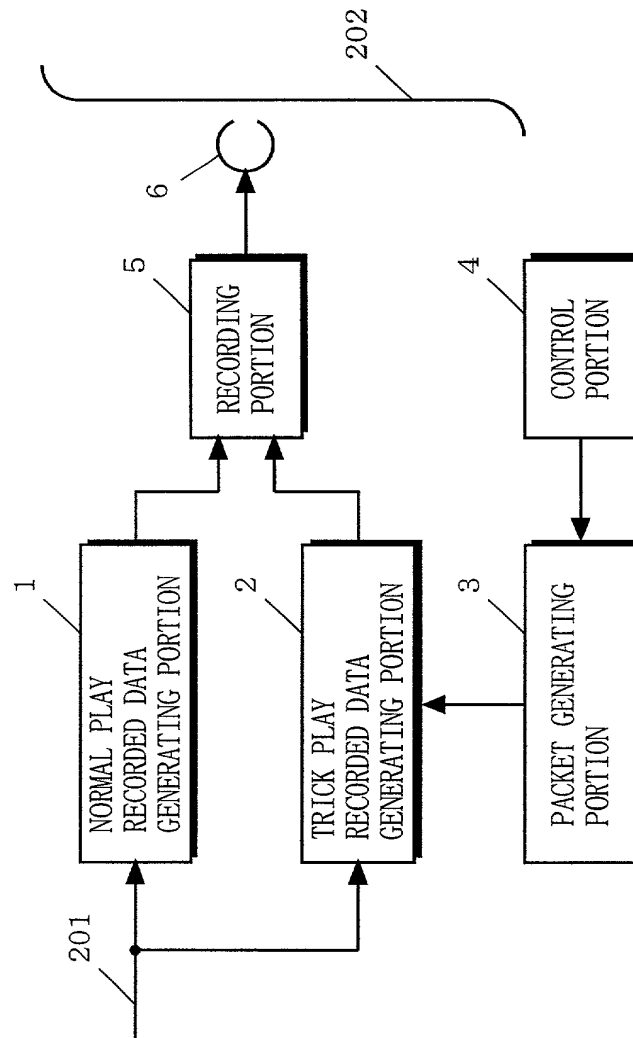 201
1
NORMAL PLAY
RECORDED DATA
GENERATING PORTION
5
RECORDING
PORTION
6
202
2
TRICK PLAY
RECORDED DATA
GENERATING PORTION
3
PACKET GENERATING
PORTION
4
CONTROL
PORTION